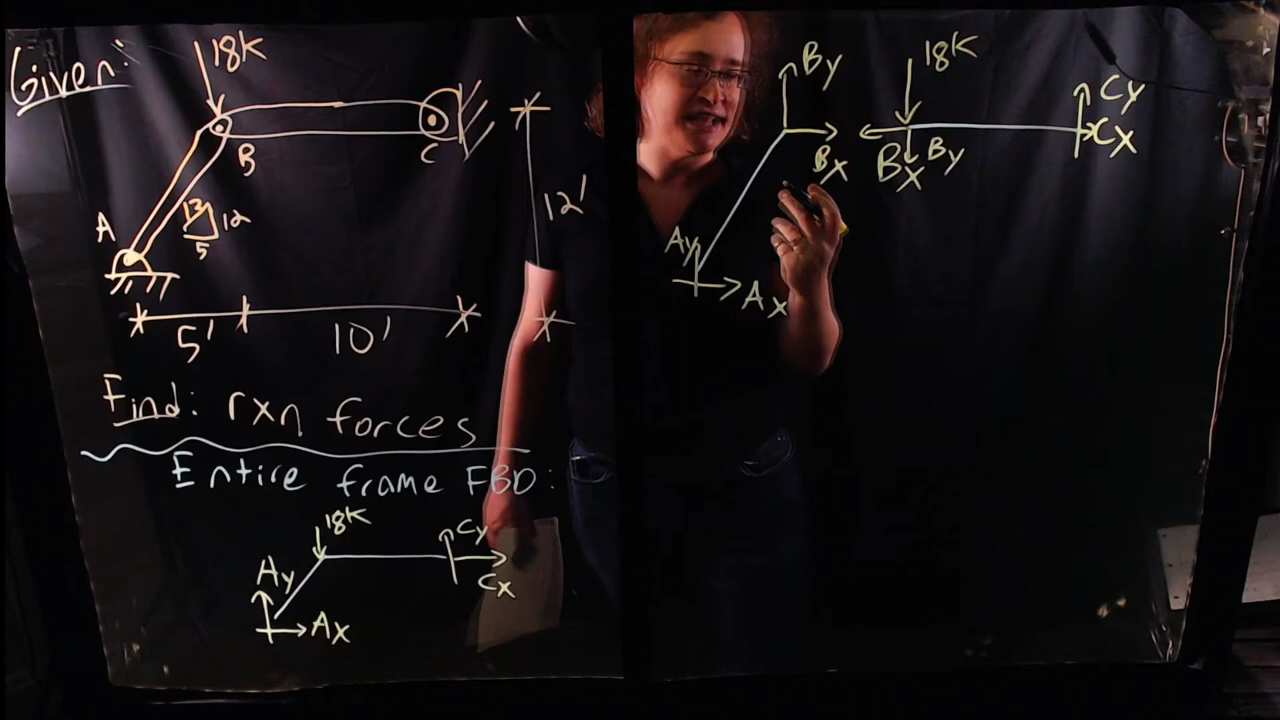 Given:
18K
B
C
A
13
12
5
12'
5'
10'
Find: rxn forces
Entire frame FBD:
18K
Cy
Cx
Ay
Ax
By
Bx
Ay
Ax
18K
Bx
By
Cy
Cx